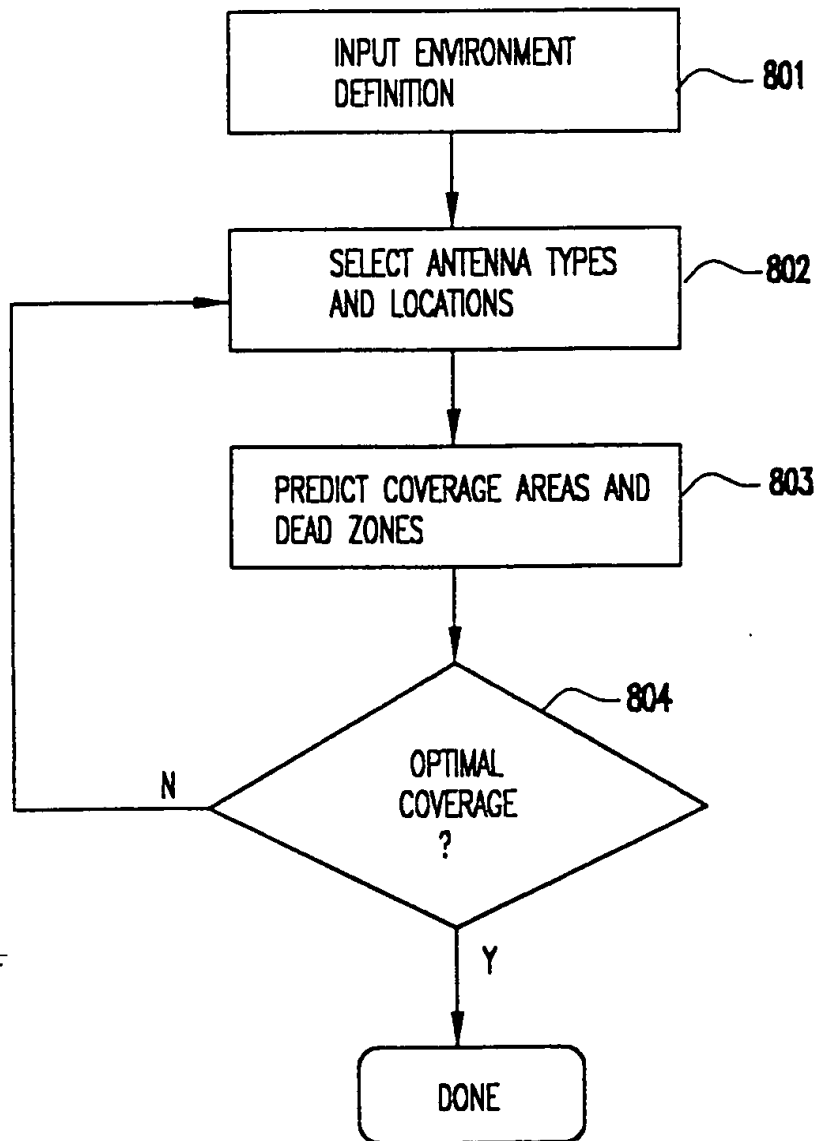 INPUT ENVIRONMENT
DEFINITION
801
SELECT ANTENNA TYPES
AND LOCATIONS
802
PREDICT COVERAGE AREAS AND
DEAD ZONES
803
804
OPTIMAL
COVERAGE
?
N
Y
DONE